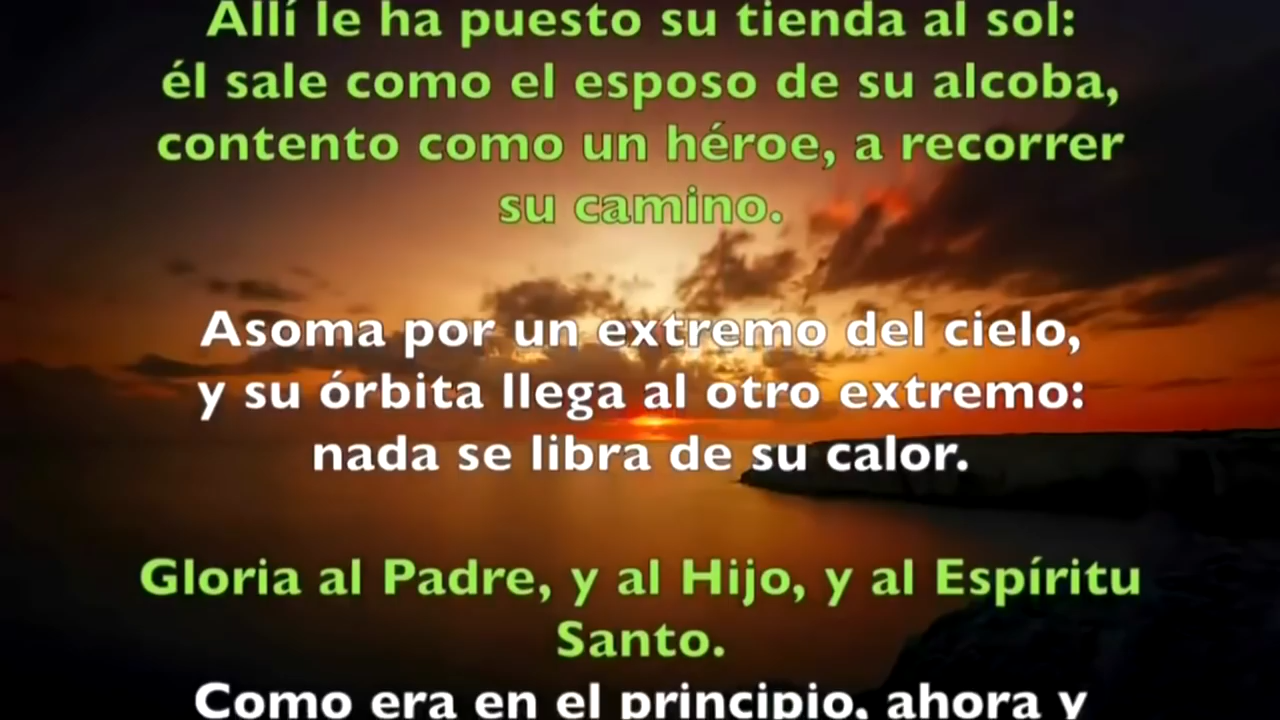 Allí le ha puesto su tienda al sol:
él sale como el esposo de su alcoba,
contento como un héroe, a recorrer
su camino.
Asoma por un extremo del cielo,
y su órbita llega al otro extremo:
nada se libra de su calor.
Gloria al Padre, y al Hijo, y al Espíritu
Santo.
Como era en el principio, ahora y